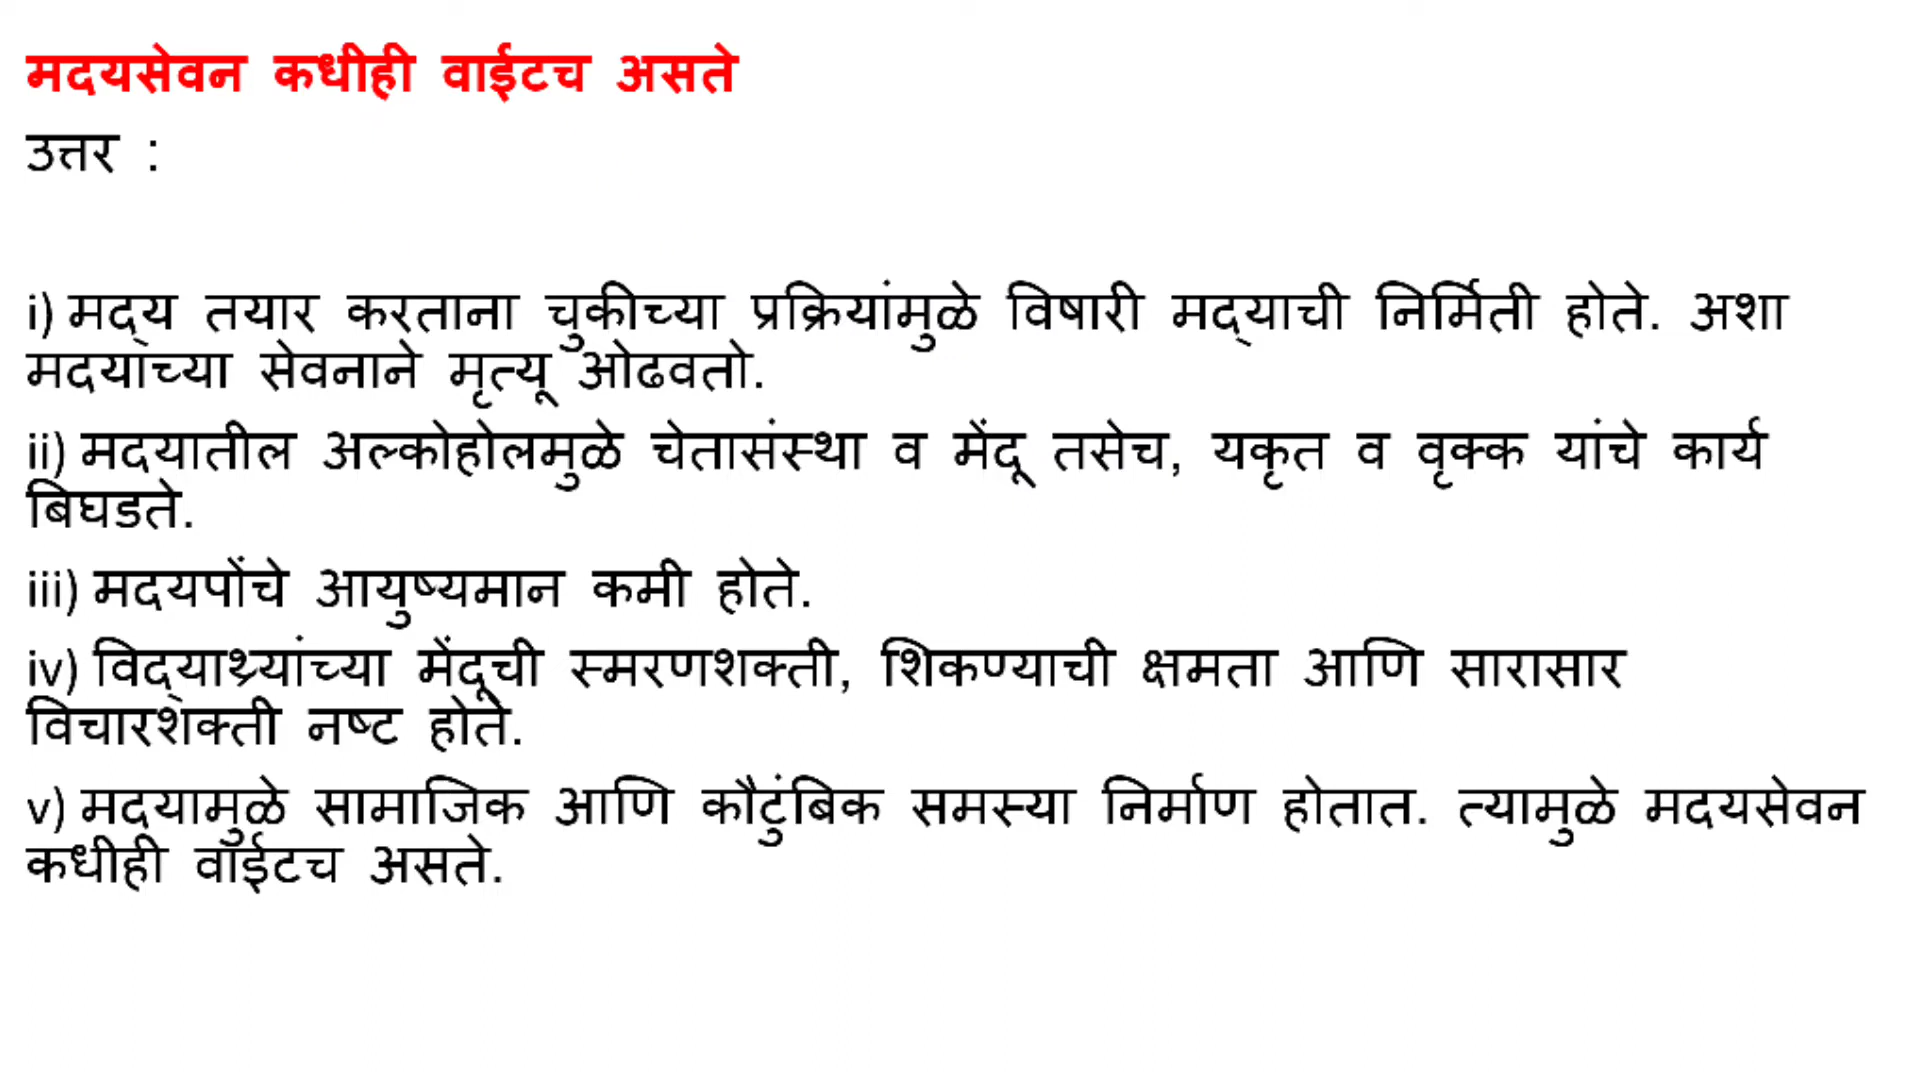 मदयसेवन कधीही वाईटच असते
उत्तर :
i) मद्‌य तयार करताना चुकीच्या प्रक्रियांमुळे विषारी मद्‌याची निर्मिती होते. अशा
मदयाच्या सेवनाने मृत्यू ओढवतो.
ii) मदयातील अल्कोहोलमुळे चेतासंस्था व मेंदू तसेच, यकृत व वृक्क यांचे कार्य
बिघडते.
iii) मदयपोंचे आयुष्यमान कमी होते.
iv) विद्‌याथ्र्यांच्या मेंदूची स्मरणशक्ती, शिकण्याची क्षमता आणि सारासार
विचारशक्ती नष्ट होते.
v) मदयामुळे सामाजिक आणि कौटुंबिक समस्या निर्माण होतात. त्यामुळे मदयसेवन
कधीही वाईटच असते.